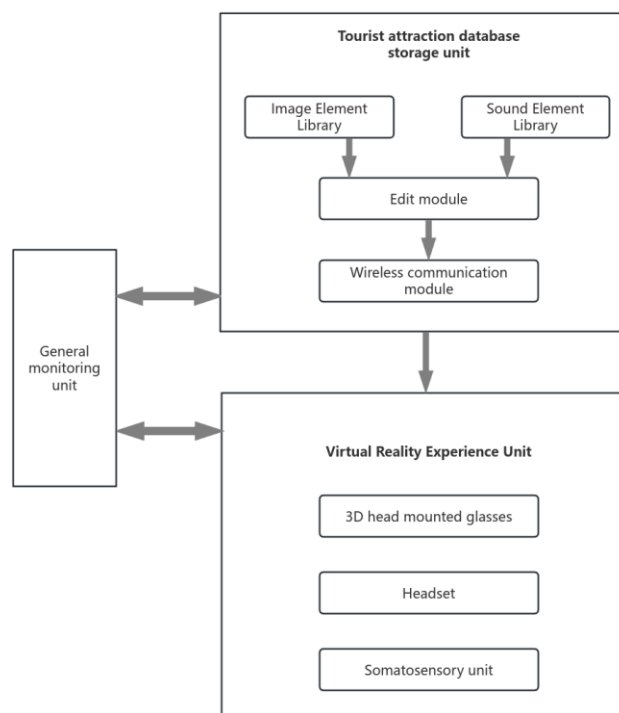 Tourist attraction database
storage unit
Image Element
Library
Sound Element
Library
Edit module
Wireless communication
module
General
monitoring
unit
Virtual Reality Experience Unit
3D head mounted glasses
Headset
Somatosensory unit